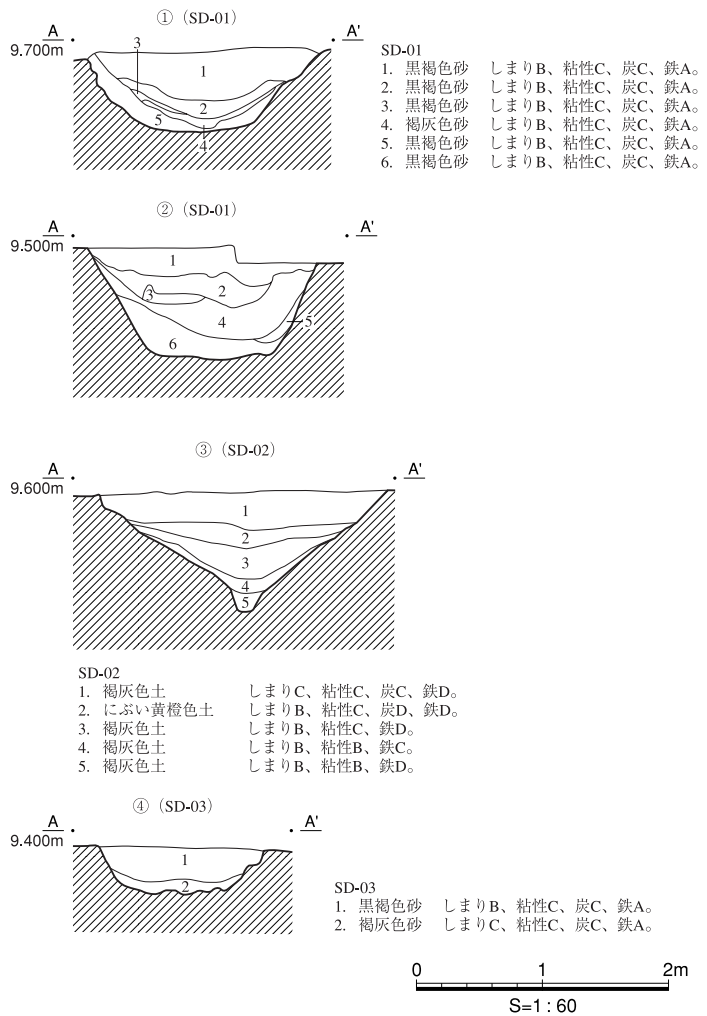 ① (SD-01)
A
A'
9.700m
3
1
2
5
4
SD-01
1. 黒褐色砂 しまりB、粘性C、炭C、鉄A。
2. 黒褐色砂 しまりB、粘性C、炭C、鉄A。
3. 黒褐色砂 しまりB、粘性C、炭C、鉄A。
4. 褐灰色砂 しまりB、粘性C、炭C、鉄A。
5. 黒褐色砂 しまりB、粘性C、炭C、鉄A。
6. 黒褐色砂 しまりB、粘性C、炭C、鉄A。
② (SD-01)
A
A'
9.500m
1
2
3
4
5
6
③ (SD-02)
A
A'
9.600m
1
2
3
4
5
SD-02
1. 褐灰色土 しまりC、粘性C、炭C、鉄D。
2. にぶい黄橙色土 しまりB、粘性C、炭D、鉄D。
3. 褐灰色土 しまりB、粘性C、鉄D。
4. 褐灰色土 しまりB、粘性B、鉄C。
5. 褐灰色土 しまりB、粘性B、鉄D。
④ (SD-03)
A
A'
9.400m
1
2
SD-03
1. 黒褐色砂 しまりB、粘性C、炭C、鉄A。
2. 褐灰色砂 しまりC、粘性C、炭C、鉄A。
0 1 2m
S=1 : 60